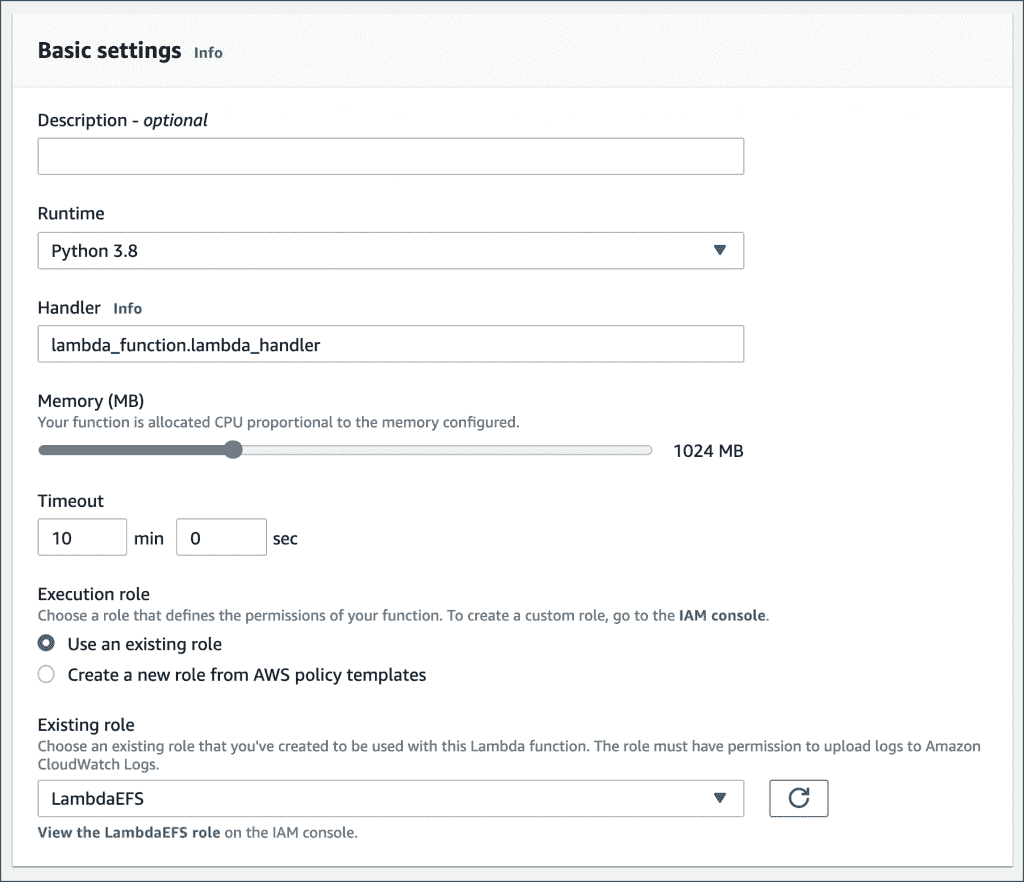 Basic settings Info
Description - optional
Runtime
Python 3.8
Handler Info
lambda_function.lambda_handler
Memory (MB)
Your function is allocated CPU proportional to the memory configured.
1024 MB
Timeout
10 min 0 sec
Execution role
Choose a role that defines the permissions of your function. To create a custom role, go to the IAM console.
Use an existing role
Create a new role from AWS policy templates
Existing role
Choose an existing role that you've created to be used with this Lambda function. The role must have permission to upload logs to Amazon
CloudWatch Logs.
LambdaEFS
View the LambdaEFS role on the IAM console.